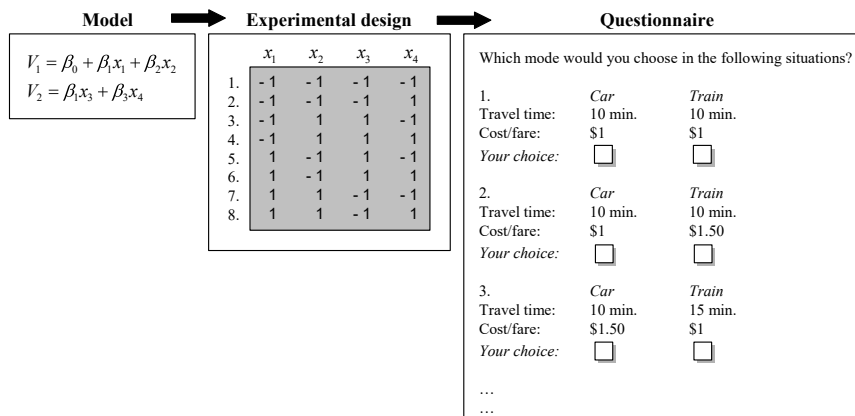 Model
Experimental design
Questionnaire
V₁ = β₀ + β₁x₁ + β₂x₂
V₂ = β₁x₃ + β₃x₄
x₁ x₂ x₃ x₄
1. -1 -1 -1 -1
2. -1 -1 -1 1
3. -1 1 1 -1
4. -1 1 1 1
5. 1 -1 1 -1
6. 1 -1 1 1
7. 1 1 -1 -1
8. 1 1 -1 1
Which mode would you choose in the following situations?
1. Car Train
Travel time: 10 min. 10 min.
Cost/fare: $1 $1
Your choice:
2. Car Train
Travel time: 10 min. 10 min.
Cost/fare: $1 $1.50
Your choice:
3. Car Train
Travel time: 10 min. 15 min.
Cost/fare: $1.50 $1
Your choice:
…
…